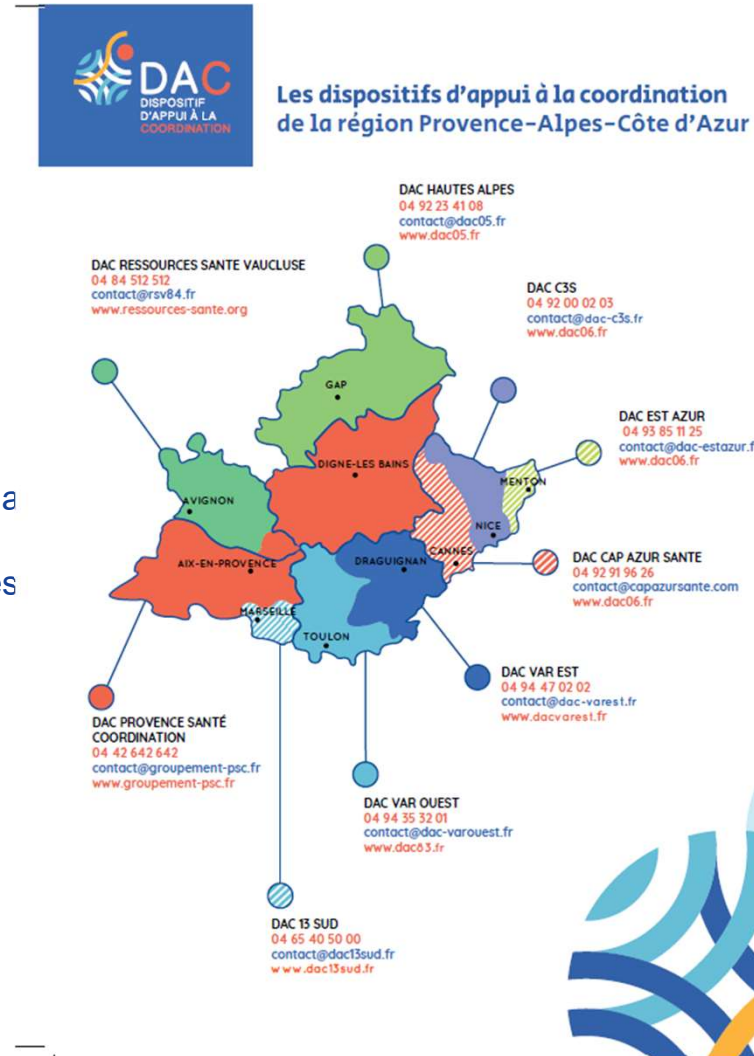 DAC
DISPOSITIF
D'APPUI À LA
COORDINATION
Les dispositifs d'appui à la coordination
de la région Provence-Alpes-Côte d'Azur
DAC HAUTES ALPES
04 92 23 41 08
contact@dac05.fr
www.dac05.fr
DAC RESSOURCES SANTE VAUCLUSE
04 84 512 512
contact@rsv84.fr
www.ressources-sante.org
DAC C3S
04 92 00 02 03
contact@dac-c3s.fr
www.dac06.fr
DAC EST AZUR
04 93 85 11 25
contact@dac-estazur.f
www.dac06.fr
GAP
DIGNE-LES BAINS
MENTON
AVIGNON
NICE
a
AIX-EN-PROVENCE
DRAGUIGNAN
CANNES
es
MARSEILLE
TOULON
DAC CAP AZUR SANTE
04 92 91 96 26
contact@capazursante.com
www.dac06.fr
DAC VAR EST
04 94 47 02 02
contact@dac-varest.fr
www.dacvarest.fr
DAC PROVENCE SANTÉ
COORDINATION
04 42 642 642
contact@groupement-psc.fr
www.groupement-psc.fr
DAC VAR OUEST
04 94 35 32 01
contact@dac-varouest.fr
www.dac83.fr
DAC 13 SUD
04 65 40 50 00
contact@dac13sud.fr
www.dac13sud.fr